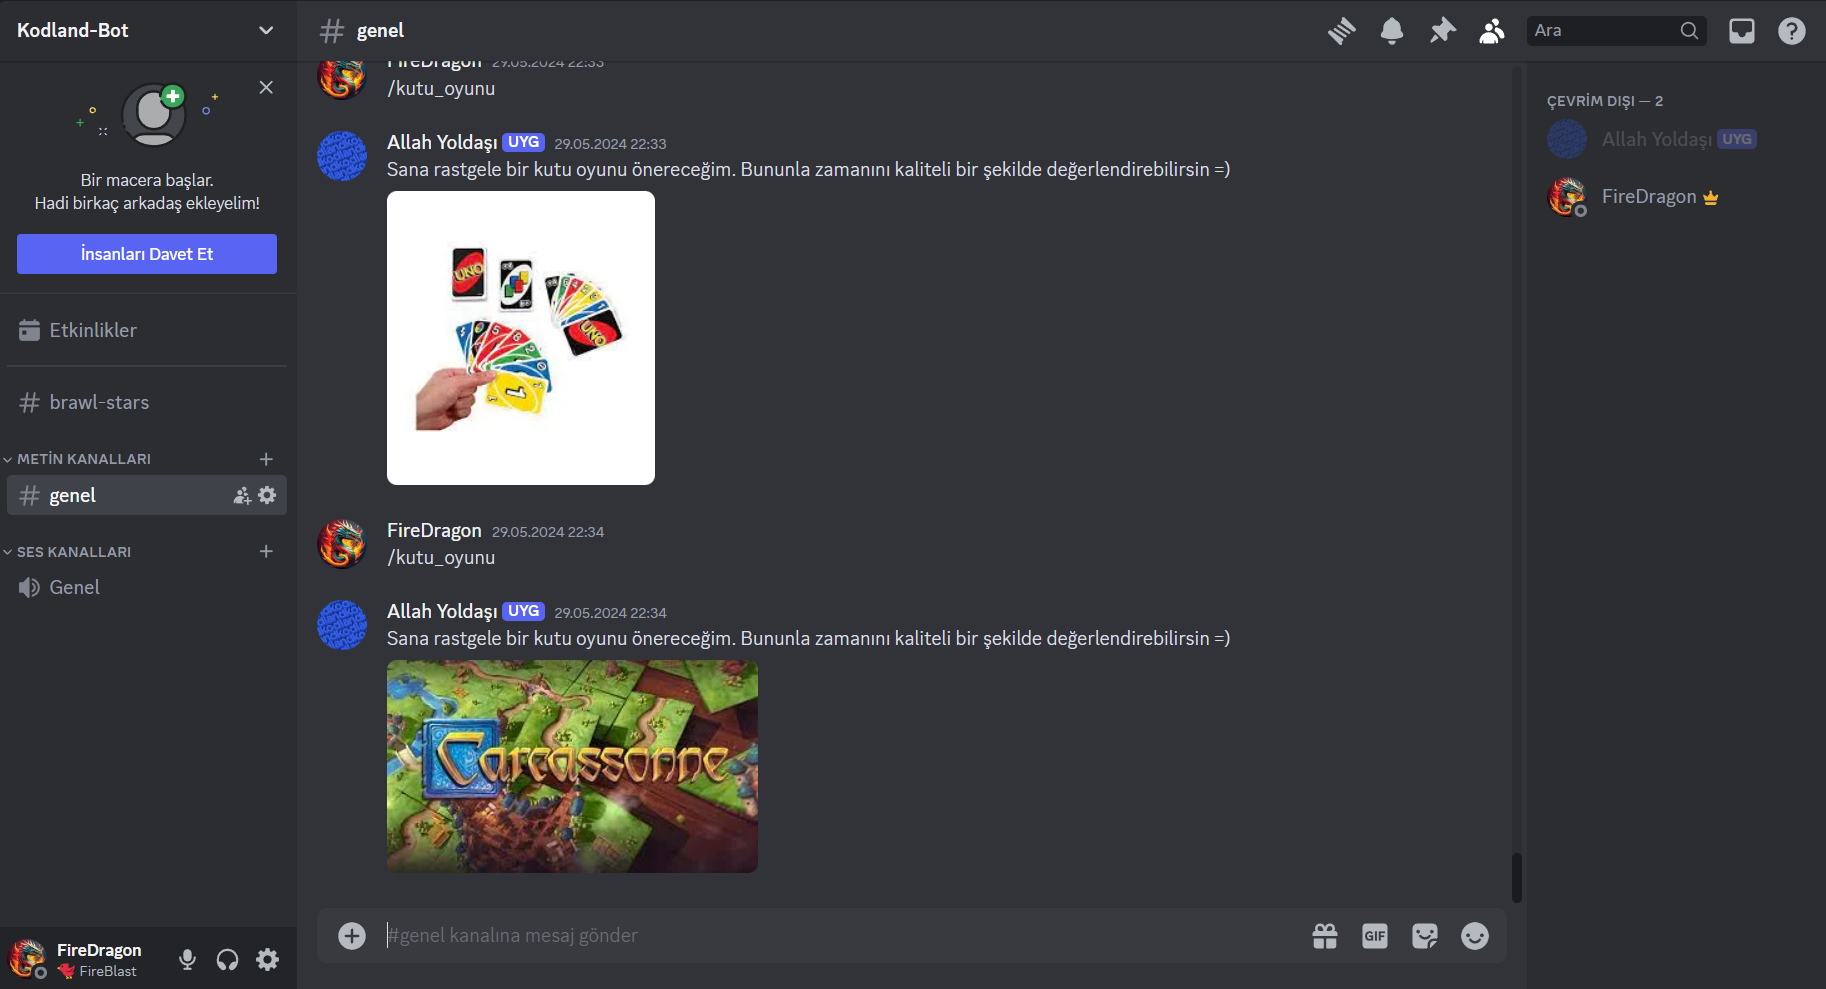 Kodland-Bot
Bir macera başlar.
Hadi birkaç arkadaş ekleyelim!
İnsanları Davet Et
Etkinlikler
brawl-stars
METİN KANALLARI
genel
SES KANALLARI
Genel
FireDragon
FireBlast
genel
Ara
FireDragon 29.05.2024 22:33
/kutu_oyunu
Allah Yoldaşı UYG 29.05.2024 22:33
Sana rastgele bir kutu oyunu önereceğim. Bununla zamanını kaliteli bir şekilde değerlendirebilirsin =)
UNO
UNO
1
FireDragon 29.05.2024 22:34
/kutu_oyunu
Allah Yoldaşı UYG 29.05.2024 22:34
Sana rastgele bir kutu oyunu önereceğim. Bununla zamanını kaliteli bir şekilde değerlendirebilirsin =)
Carcassonne
#genel kanalına mesaj gönder
GIF
ÇEVRİM DIŞI — 2
Allah Yoldaşı UYG
FireDragon